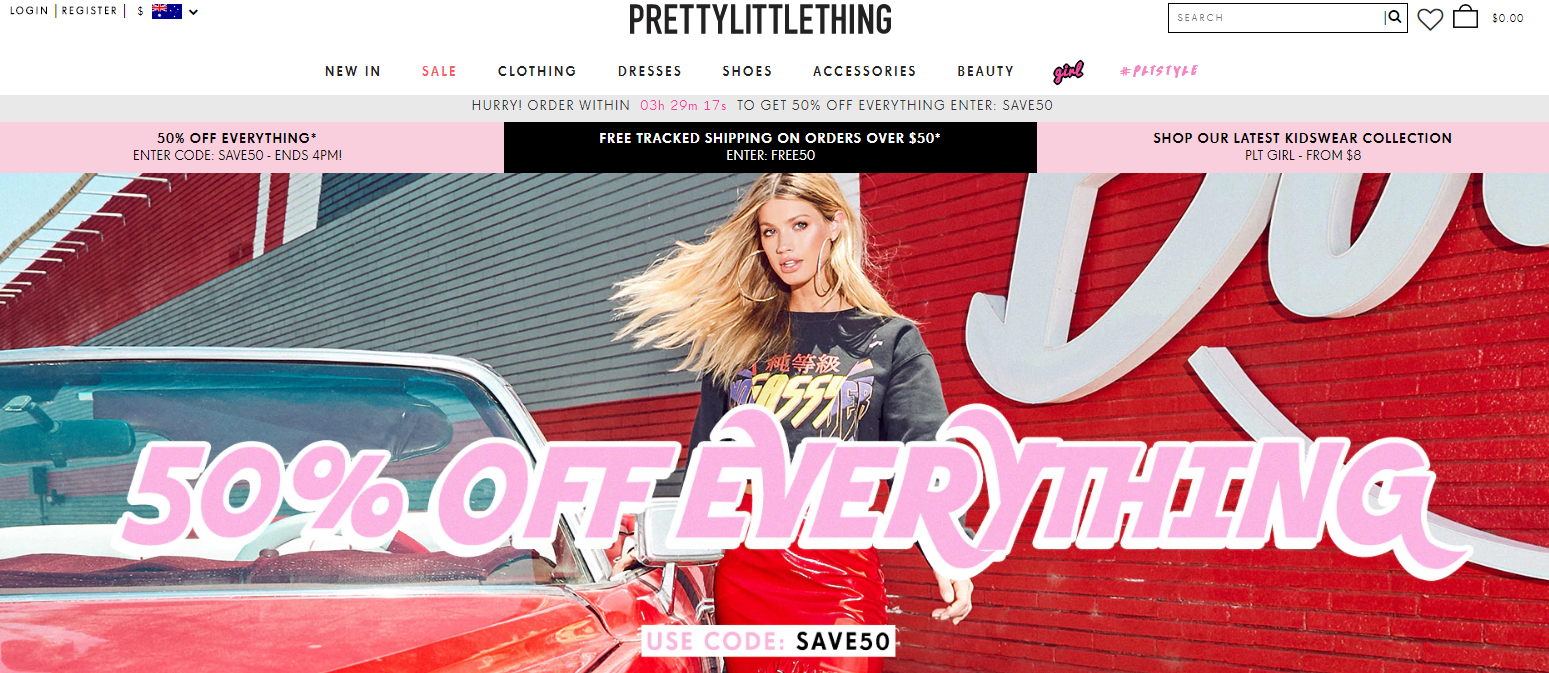 LOGIN | REGISTER | $
PRETTYLITTLETHING
SEARCH
$0.00
NEW IN SALE CLOTHING DRESSES SHOES ACCESSORIES BEAUTY girl #PLTSTYLE
HURRY! ORDER WITHIN 03h 29m 17s TO GET 50% OFF EVERYTHING ENTER: SAVE50
50% OFF EVERYTHING*
ENTER CODE: SAVE50 - ENDS 4PM!
FREE TRACKED SHIPPING ON ORDERS OVER $50*
ENTER: FREE50
SHOP OUR LATEST KIDSWEAR COLLECTION
PLT GIRL - FROM $8
純等級
50% OFF EVERYTHING
USE CODE: SAVE50